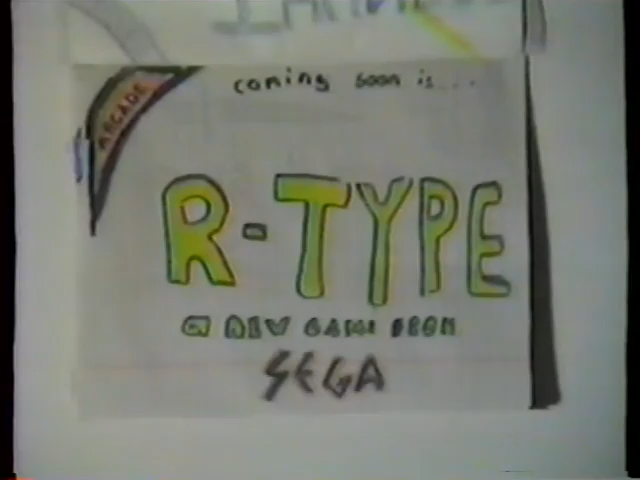 ARCADE
coming soon is...
R-TYPE
a new game from
SEGA